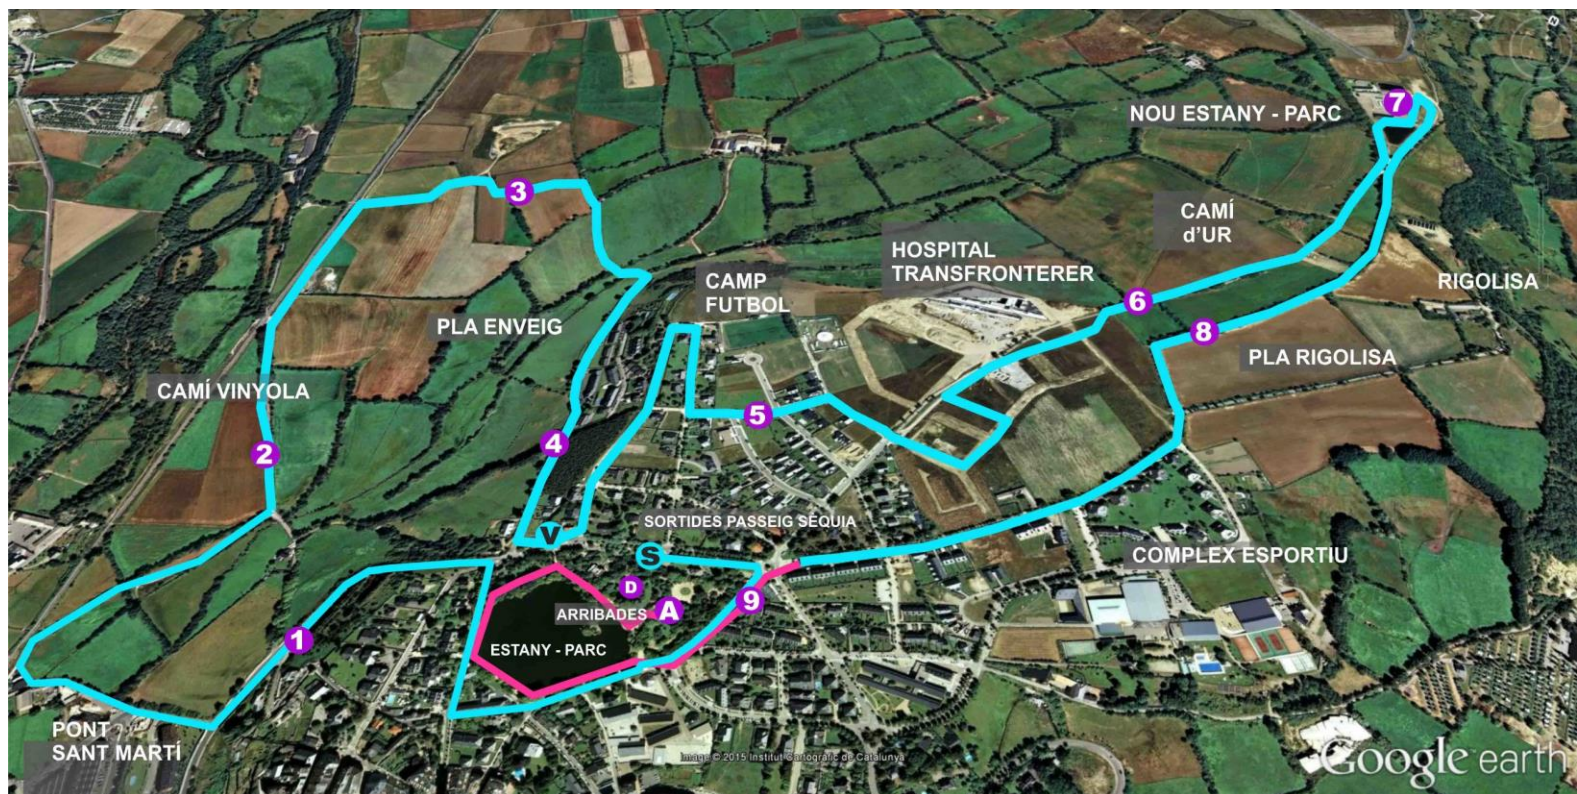 7
NOU ESTANY - PARC
3
CAMÍ
d'UR
HOSPITAL
TRANSFRONTERER
CAMP
FUTBOL
RIGOLISA
6
PLA ENVEIG
8
PLA RIGOLISA
CAMÍ VINYOLA
5
4
2
SORTIDES PASSEIG SÈQUIA
V
S
COMPLEX ESPORTIU
D
ARRIBADES
A
9
1
ESTANY - PARC
PONT
SANT MARTÍ
Image © 2015 Institut Cartogràfic de Catalunya
Google earth